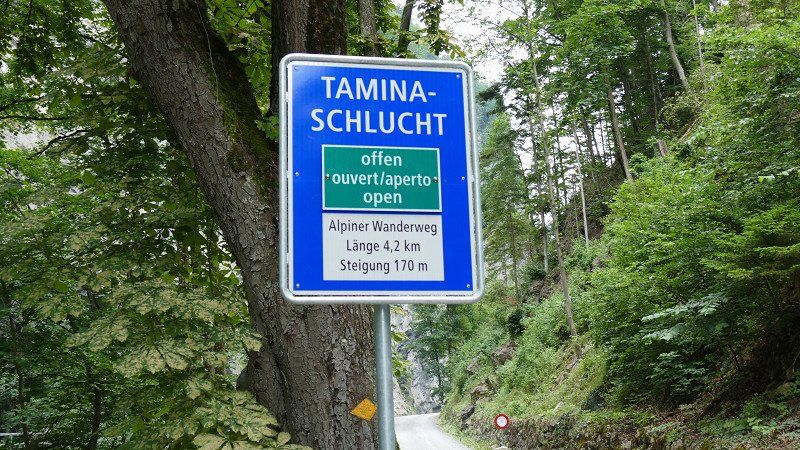 TAMINA-
SCHLUCHT
offen
ouvert/aperto
open
Alpiner Wanderweg
Länge 4,2 km
Steigung 170 m